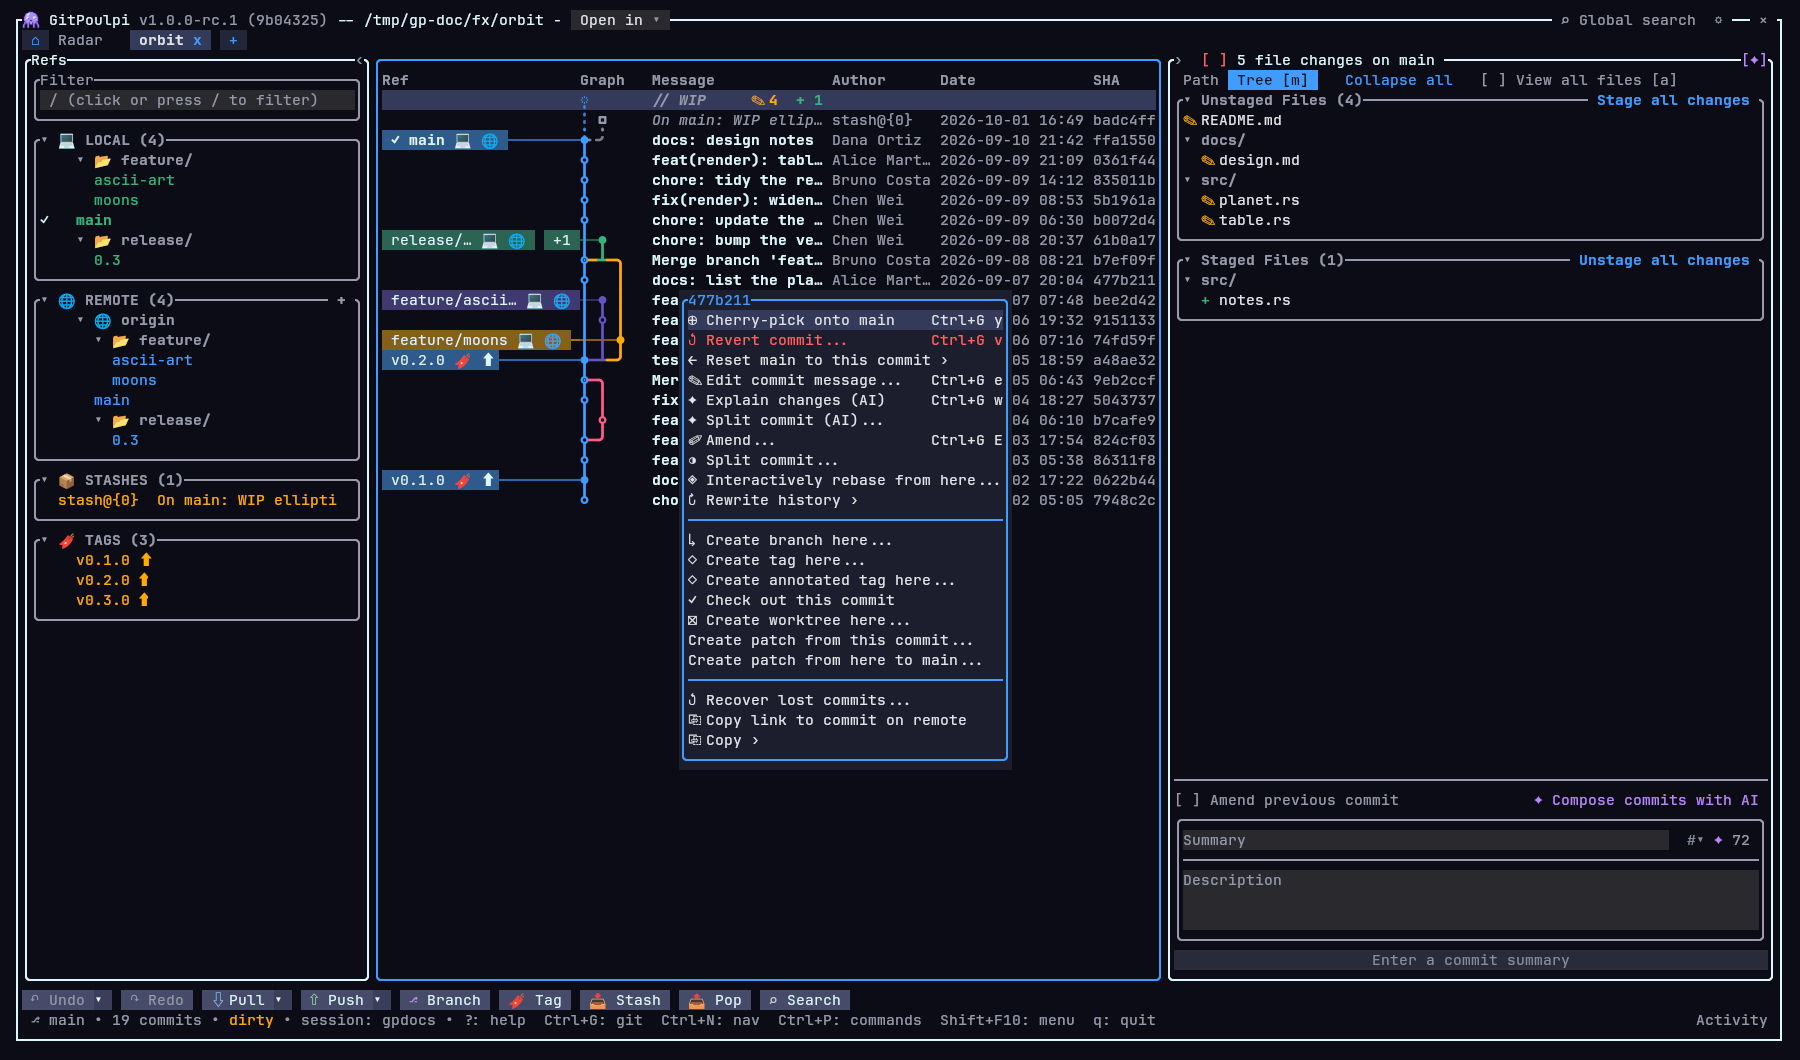 GitPoulpi v1.0.0-rc.1 (9b04325) -- /tmp/gp-doc/fx/orbit - Open in ▾ ⌕ Global search ⚙ ×
⌂ Radar orbit x +
Refs ‹
Filter
/ (click or press / to filter)
▾ 💻 LOCAL (4)
▾ 📂 feature/
ascii-art
moons
✓ main
▾ 📂 release/
0.3
▾ 🌐 REMOTE (4) +
▾ 🌐 origin
▾ 📂 feature/
ascii-art
moons
main
▾ 📂 release/
0.3
▾ 📦 STASHES (1)
stash@{0} On main: WIP ellipti
▾ 🔖 TAGS (3)
v0.1.0 ⬆
v0.2.0 ⬆
v0.3.0 ⬆
Ref Graph Message Author Date SHA
// WIP ✎ 4 + 1
On main: WIP ellip… stash@{0} 2026-10-01 16:49 badc4ff
✓ main 💻 🌐 docs: design notes Dana Ortiz 2026-09-10 21:42 ffa1550
feat(render): tabl… Alice Mart… 2026-09-09 21:09 0361f44
chore: tidy the re… Bruno Costa 2026-09-09 14:12 835011b
fix(render): widen… Chen Wei 2026-09-09 08:53 5b1961a
chore: update the … Chen Wei 2026-09-09 06:30 b0072d4
release/… 💻 🌐 +1 chore: bump the ve… Chen Wei 2026-09-08 20:37 61b0a17
Merge branch 'feat… Bruno Costa 2026-09-08 08:21 b7ef09f
docs: list the pla… Alice Mart… 2026-09-07 20:04 477b211
feature/ascii… 💻 🌐 fea 07 07:48 bee2d42
fea 06 19:32 9151133
feature/moons 💻 🌐 fea 06 07:16 74fd59f
v0.2.0 🔖 ⬆ tes 05 18:59 a48ae32
Mer 05 06:43 9eb2ccf
fix 04 18:27 5043737
fea 04 06:10 b7cafe9
fea 03 17:54 824cf03
fea 03 05:38 86311f8
v0.1.0 🔖 ⬆ doc 02 17:22 0622b44
cho 02 05:05 7948c2c
477b211
⊕ Cherry-pick onto main Ctrl+G y
Revert commit... Ctrl+G v
← Reset main to this commit ›
✎ Edit commit message... Ctrl+G e
✦ Explain changes (AI) Ctrl+G w
✦ Split commit (AI)...
Amend... Ctrl+G E
◑ Split commit...
◈ Interactively rebase from here...
Rewrite history ›
↳ Create branch here...
◇ Create tag here...
◇ Create annotated tag here...
✓ Check out this commit
⊠ Create worktree here...
Create patch from this commit...
Create patch from here to main...
Recover lost commits...
Copy link to commit on remote
Copy ›
› [ ] 5 file changes on main [✦]
Path Tree [m] Collapse all [ ] View all files [a]
▾ Unstaged Files (4) Stage all changes
✎ README.md
▾ docs/
✎ design.md
▾ src/
✎ planet.rs
✎ table.rs
▾ Staged Files (1) Unstage all changes
▾ src/
+ notes.rs
[ ] Amend previous commit ✦ Compose commits with AI
Summary #▾ ✦ 72
Description
Enter a commit summary
↶ Undo ▾ ↷ Redo ⇩ Pull ▾ ⇧ Push ▾ ⎇ Branch 🔖 Tag 📥 Stash 📤 Pop ⌕ Search
⎇ main • 19 commits • dirty • session: gpdocs • ?: help Ctrl+G: git Ctrl+N: nav Ctrl+P: commands Shift+F10: menu q: quit Activity